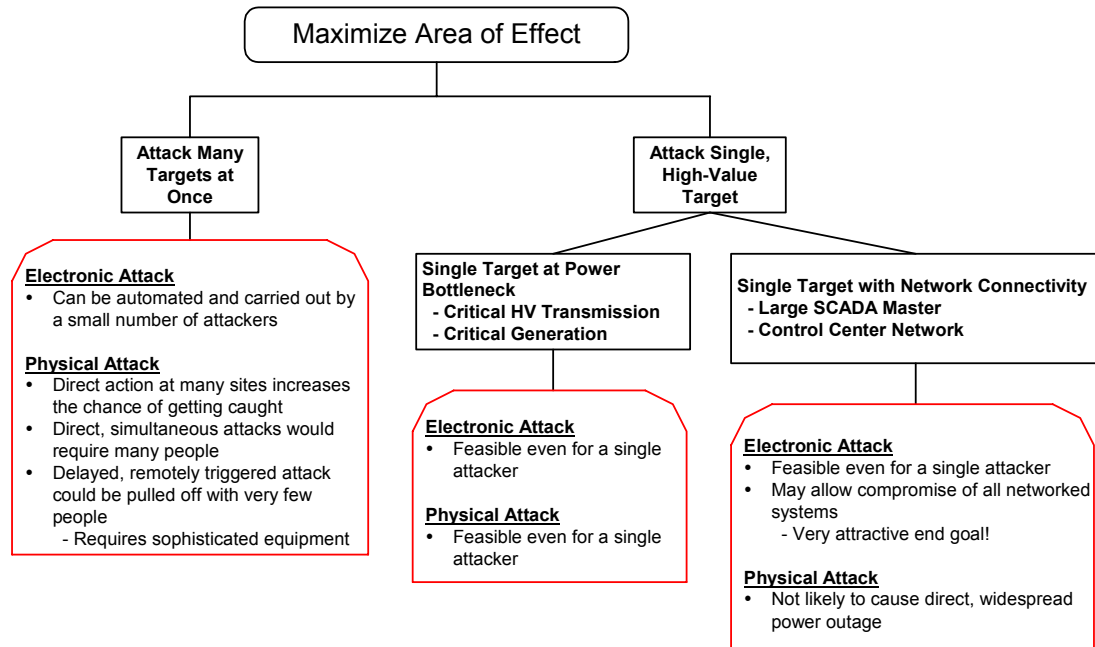 Maximize Area of Effect
Attack Many
Targets at
Once
Attack Single,
High-Value
Target
Electronic Attack
• Can be automated and carried out by
a small number of attackers
Physical Attack
• Direct action at many sites increases
the chance of getting caught
• Direct, simultaneous attacks would
require many people
• Delayed, remotely triggered attack
could be pulled off with very few
people
- Requires sophisticated equipment
Single Target at Power
Bottleneck
- Critical HV Transmission
- Critical Generation
Electronic Attack
• Feasible even for a single
attacker
Physical Attack
• Feasible even for a single
attacker
Single Target with Network Connectivity
- Large SCADA Master
- Control Center Network
Electronic Attack
• Feasible even for a single attacker
• May allow compromise of all networked
systems
- Very attractive end goal!
Physical Attack
• Not likely to cause direct, widespread
power outage